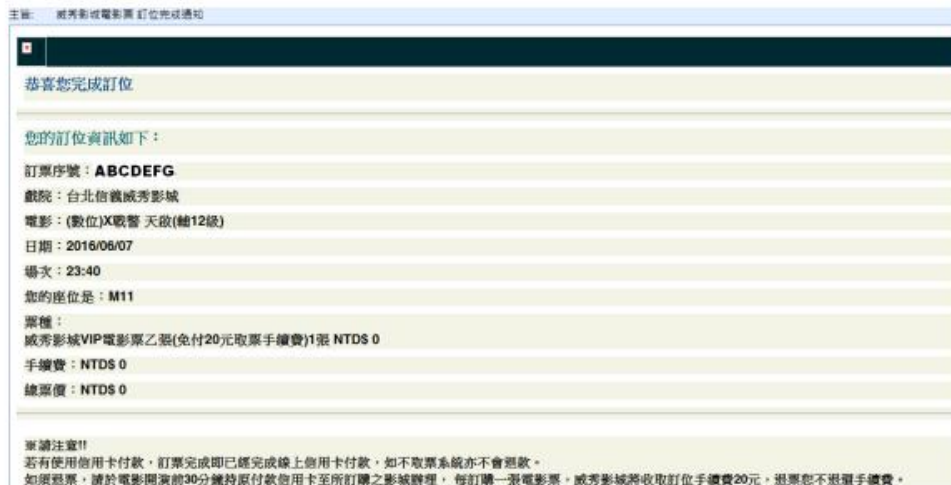 主旨: 威秀影城電影票 訂位完成通知
恭喜您完成訂位
您的訂位資訊如下：
訂票序號：ABCDEFG
戲院：台北信義威秀影城
電影：(數位)X戰警 天啟(輔12級)
日期：2016/06/07
場次：23:40
您的座位是：M11
票種：
威秀影城VIP電影票乙張(免付20元取票手續費)1張 NTD$ 0
手續費：NTD$ 0
總票價：NTD$ 0
※請注意!!
若有使用信用卡付款，訂票完成即已經完成線上信用卡付款，如不取票系統亦不會退款。
如須退票，請於電影開演前30分鐘持原付款信用卡至所訂購之影城辦理， 每訂購一張電影票，威秀影城將收取訂位手續費20元，退票恕不退還手續費。